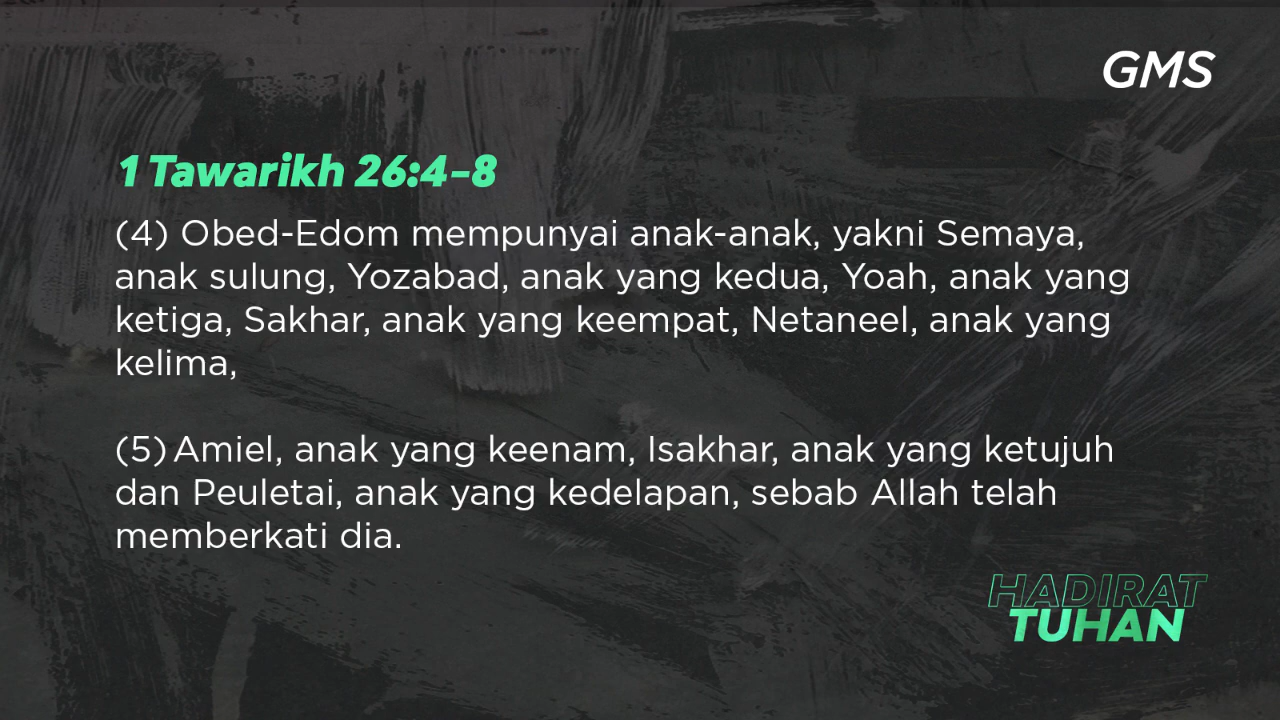 GMS
1 Tawarikh 26:4-8
(4) Obed-Edom mempunyai anak-anak, yakni Semaya,
anak sulung, Yozabad, anak yang kedua, Yoah, anak yang
ketiga, Sakhar, anak yang keempat, Netaneel, anak yang
kelima,
(5) Amiel, anak yang keenam, Isakhar, anak yang ketujuh
dan Peuletai, anak yang kedelapan, sebab Allah telah
memberkati dia.
HADIRAT
TUHAN